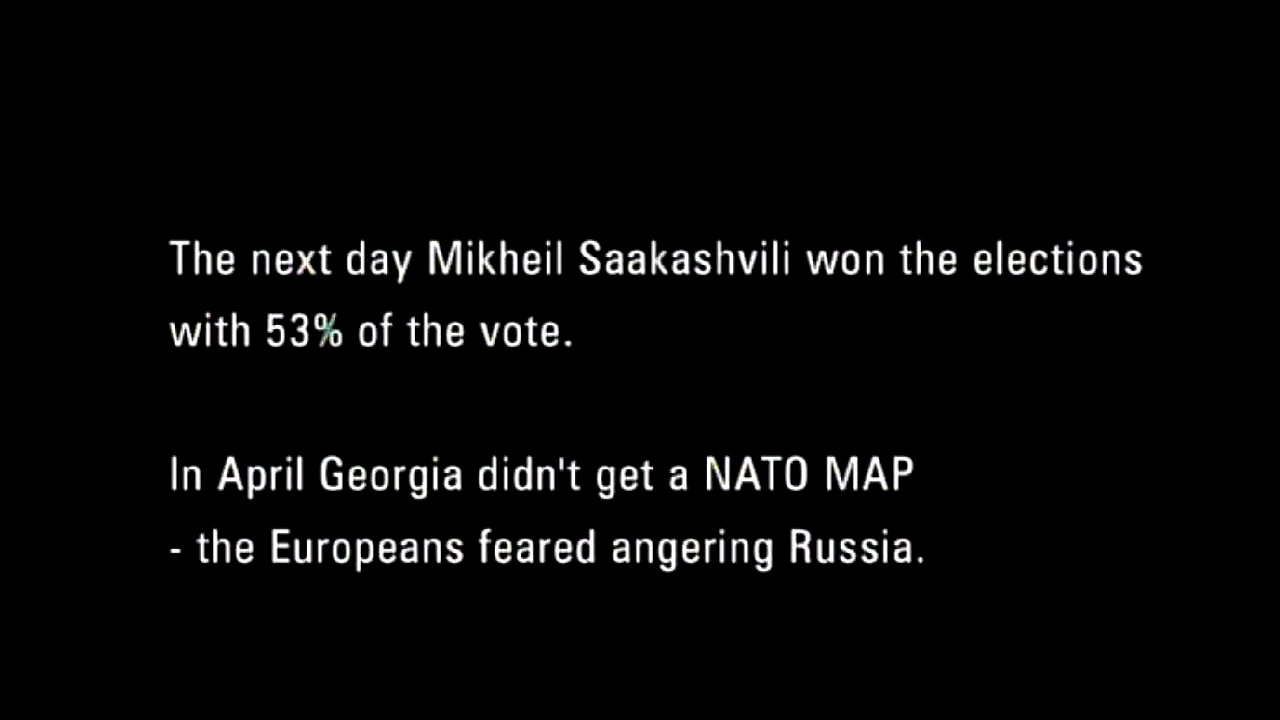 The next day Mikheil Saakashvili won the elections
with 53% of the vote.
In April Georgia didn't get a NATO MAP
- the Europeans feared angering Russia.